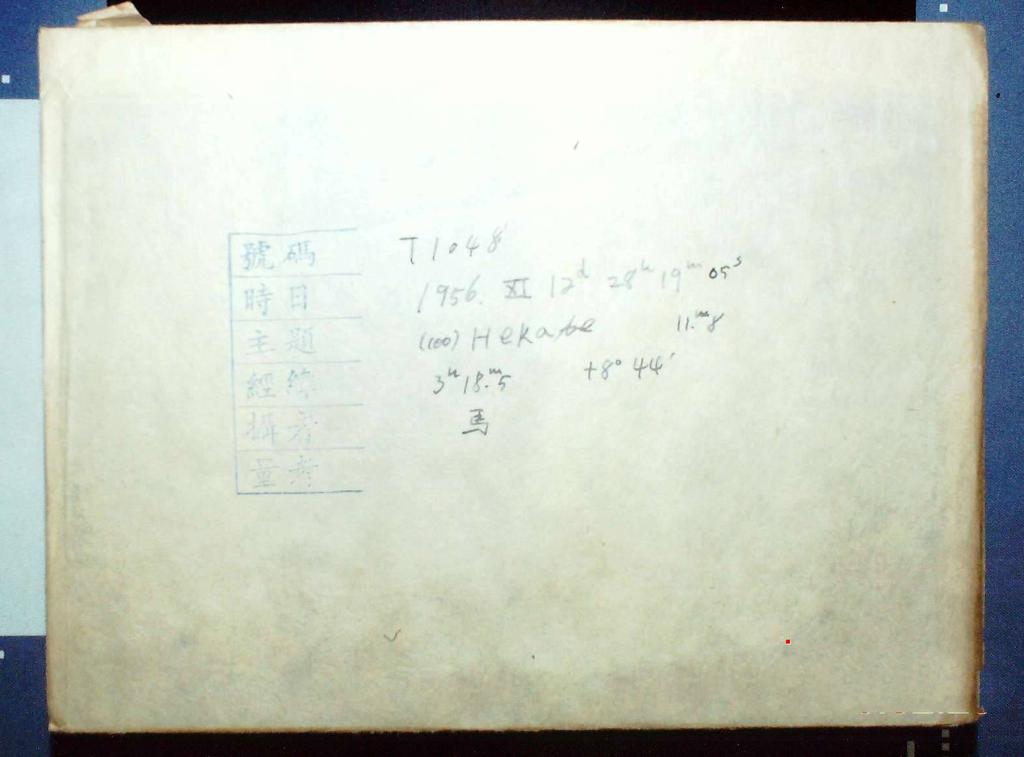 號碼 T1048
時日 1956. XI 12d 28h 19m 05s
主題 (100) Hekabe 11.m8
經緯 3h 18.m5 +8° 44′
攝者 馬
量者